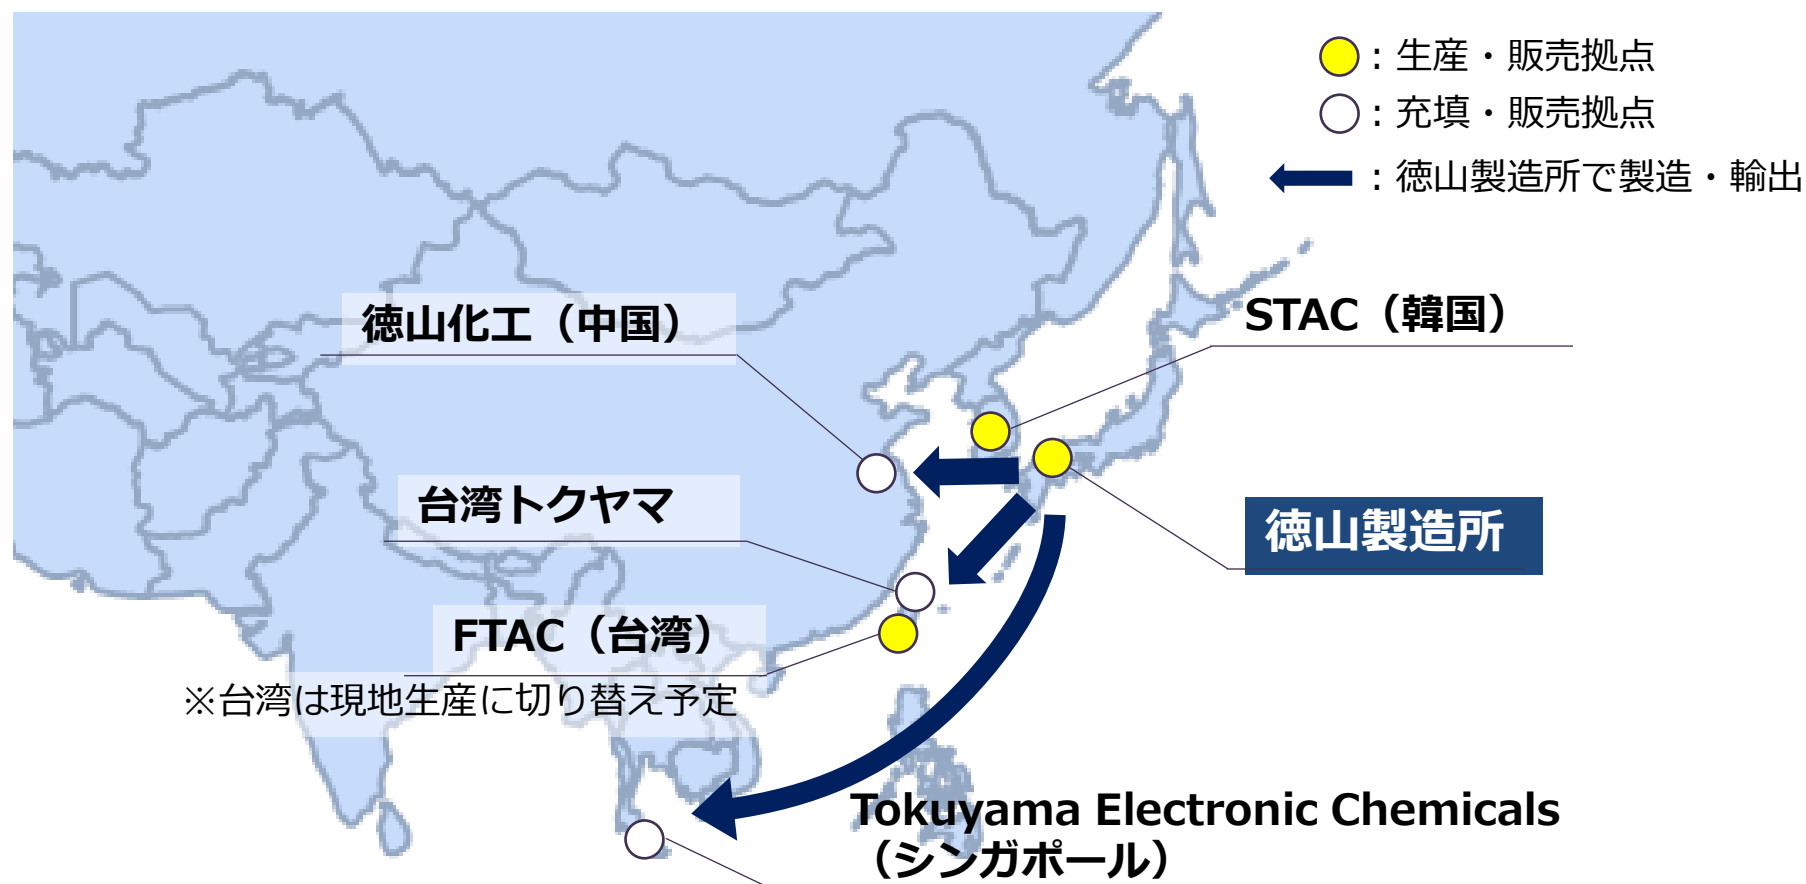 ：生産・販売拠点
：充填・販売拠点
：徳山製造所で製造・輸出
徳山化工（中国）
STAC（韓国）
台湾トクヤマ
徳山製造所
FTAC（台湾）
※台湾は現地生産に切り替え予定
Tokuyama Electronic Chemicals
（シンガポール）